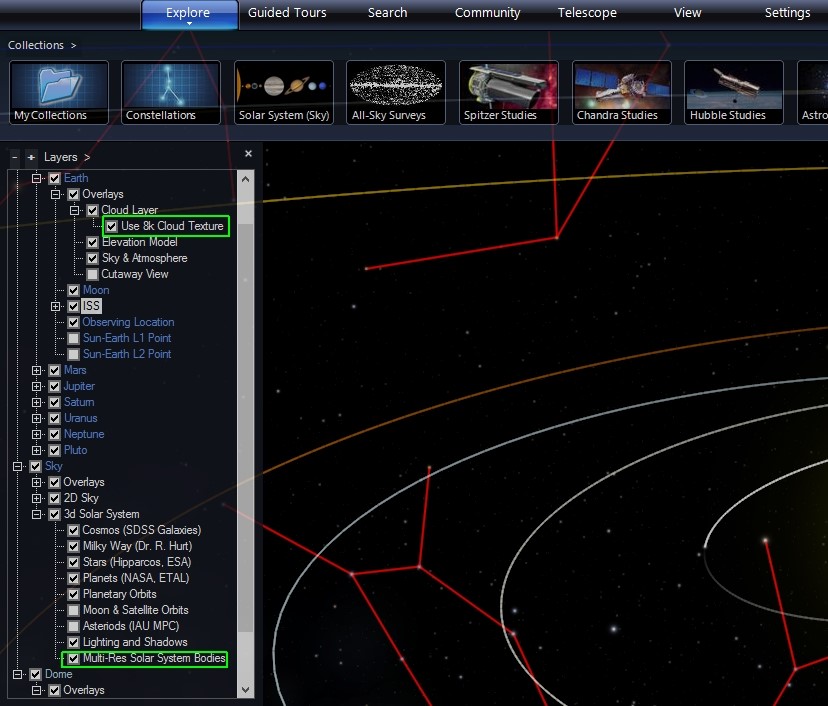 Explore Guided Tours Search Community Telescope View Settings
Collections >
My Collections Constellations Solar System (Sky) All-Sky Surveys Spitzer Studies Chandra Studies Hubble Studies Astro
- + Layers > ×
Earth
Overlays
Cloud Layer
Use 8k Cloud Texture
Elevation Model
Sky & Atmosphere
Cutaway View
Moon
ISS
Observing Location
Sun-Earth L1 Point
Sun-Earth L2 Point
Mars
Jupiter
Saturn
Uranus
Neptune
Pluto
Sky
Overlays
2D Sky
3d Solar System
Cosmos (SDSS Galaxies)
Milky Way (Dr. R. Hurt)
Stars (Hipparcos, ESA)
Planets (NASA, ETAL)
Planetary Orbits
Moon & Satellite Orbits
Asteriods (IAU MPC)
Lighting and Shadows
Multi-Res Solar System Bodies
Dome
Overlays